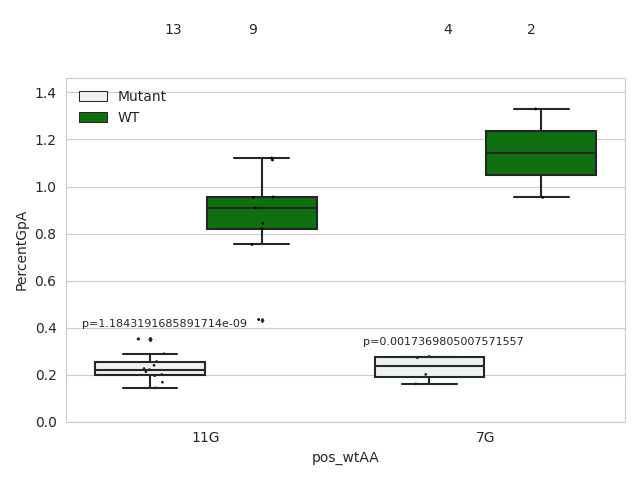 13 9 4 2
Mutant
WT
1.4
1.2
1.0
0.8
0.6
0.4
0.2
0.0
PercentGpA
p=1.1843191685891714e-09
p=0.0017369805007571557
11G 7G
pos_wtAA